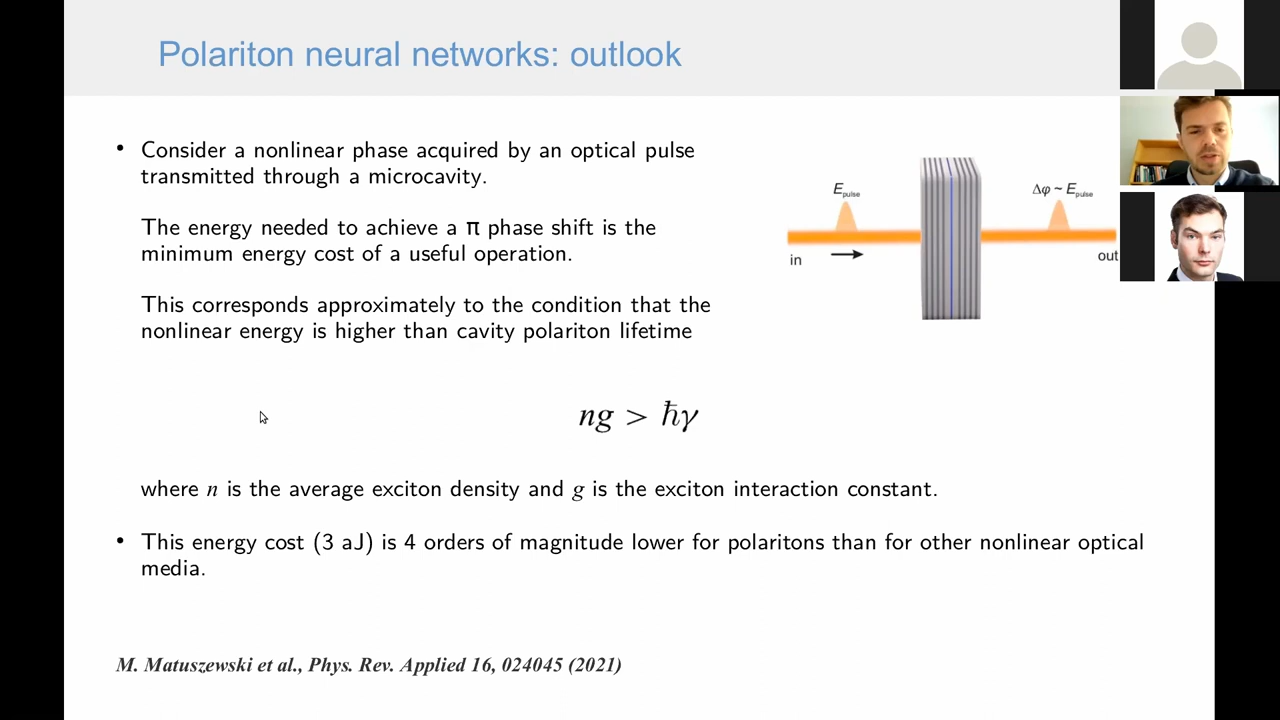 Polariton neural networks: outlook
• Consider a nonlinear phase acquired by an optical pulse
transmitted through a microcavity.
The energy needed to achieve a π phase shift is the
minimum energy cost of a useful operation.
This corresponds approximately to the condition that the
nonlinear energy is higher than cavity polariton lifetime
E pulse
Δφ ~ E pulse
in
out
ng > ħγ
where n is the average exciton density and g is the exciton interaction constant.
• This energy cost (3 aJ) is 4 orders of magnitude lower for polaritons than for other nonlinear optical
media.
M. Matuszewski et al., Phys. Rev. Applied 16, 024045 (2021)